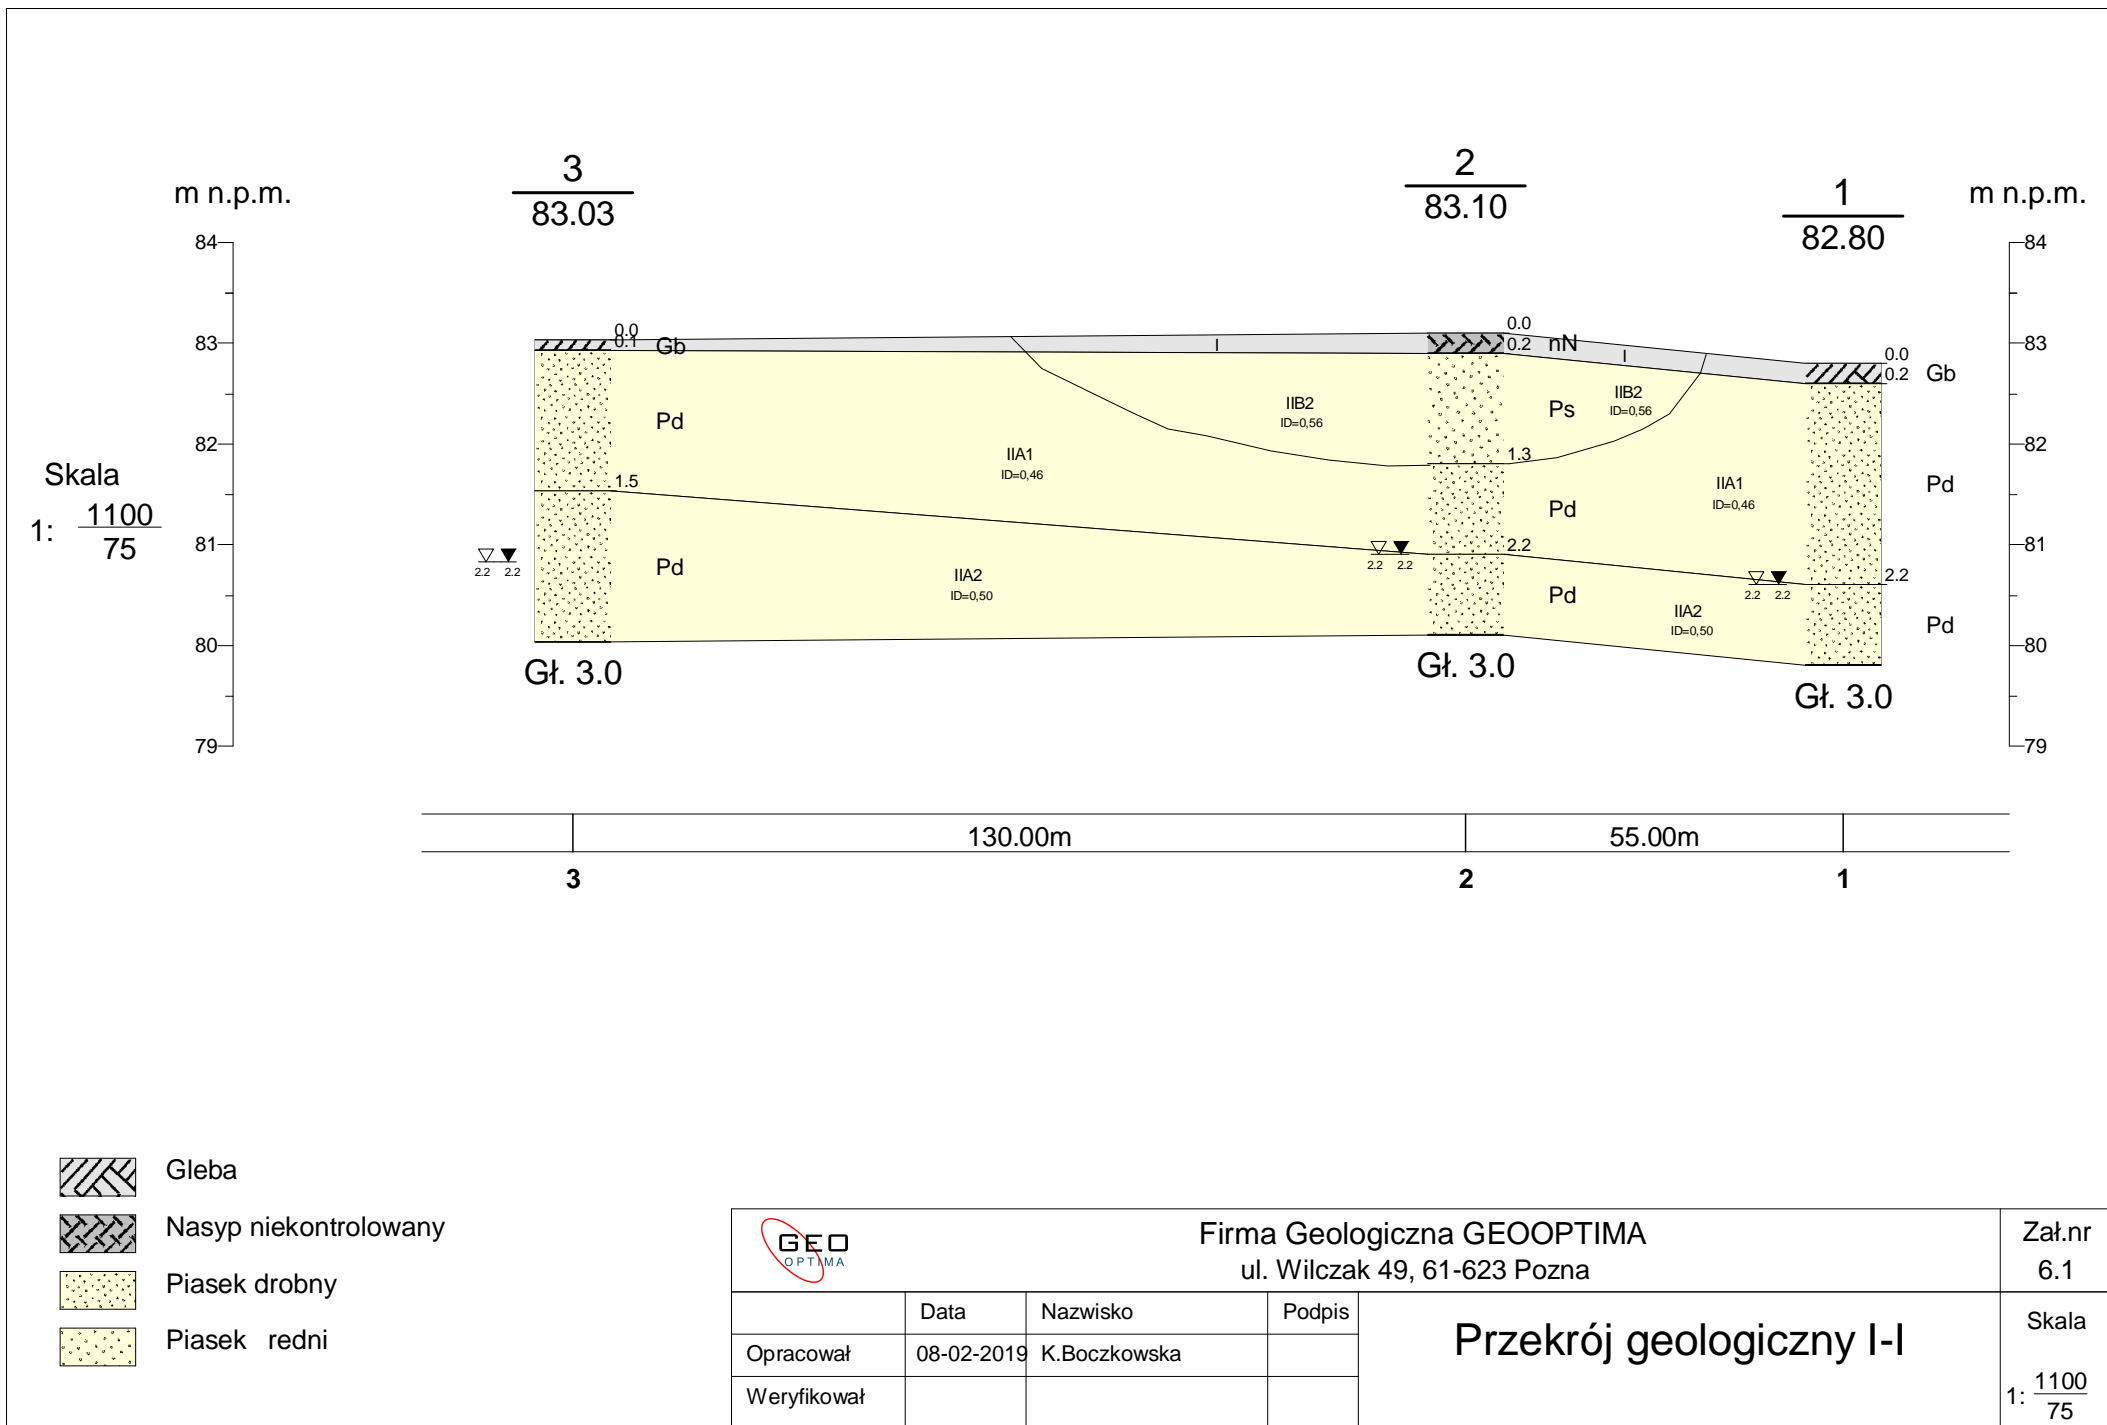 3
83.03
2
83.10
1
82.80
m n.p.m.
m n.p.m.
84
83
82
81
80
79
84
83
82
81
80
79
Skala
1: 1100
75
0.0
0.1
Gb
Pd
1.5
Pd
2.2 2.2
Gł. 3.0
I
IIB2
ID=0,56
IIA1
ID=0,46
IIA2
ID=0,50
0.0
0.2
nN
Ps
1.3
Pd
2.2
Pd
2.2 2.2
Gł. 3.0
I
IIB2
ID=0,56
IIA1
ID=0,46
IIA2
ID=0,50
0.0
0.2
Gb
Pd
2.2
Pd
2.2 2.2
Gł. 3.0
130.00m
55.00m
3
2
1
Gleba
Nasyp niekontrolowany
Piasek drobny
Piasek redni
GEO
OPTIMA
Firma Geologiczna GEOOPTIMA
ul. Wilczak 49, 61-623 Pozna
Zał.nr
6.1
Data Nazwisko Podpis
Opracował 08-02-2019 K.Boczkowska
Weryfikował
Przekrój geologiczny I-I
Skala
1: 1100
75